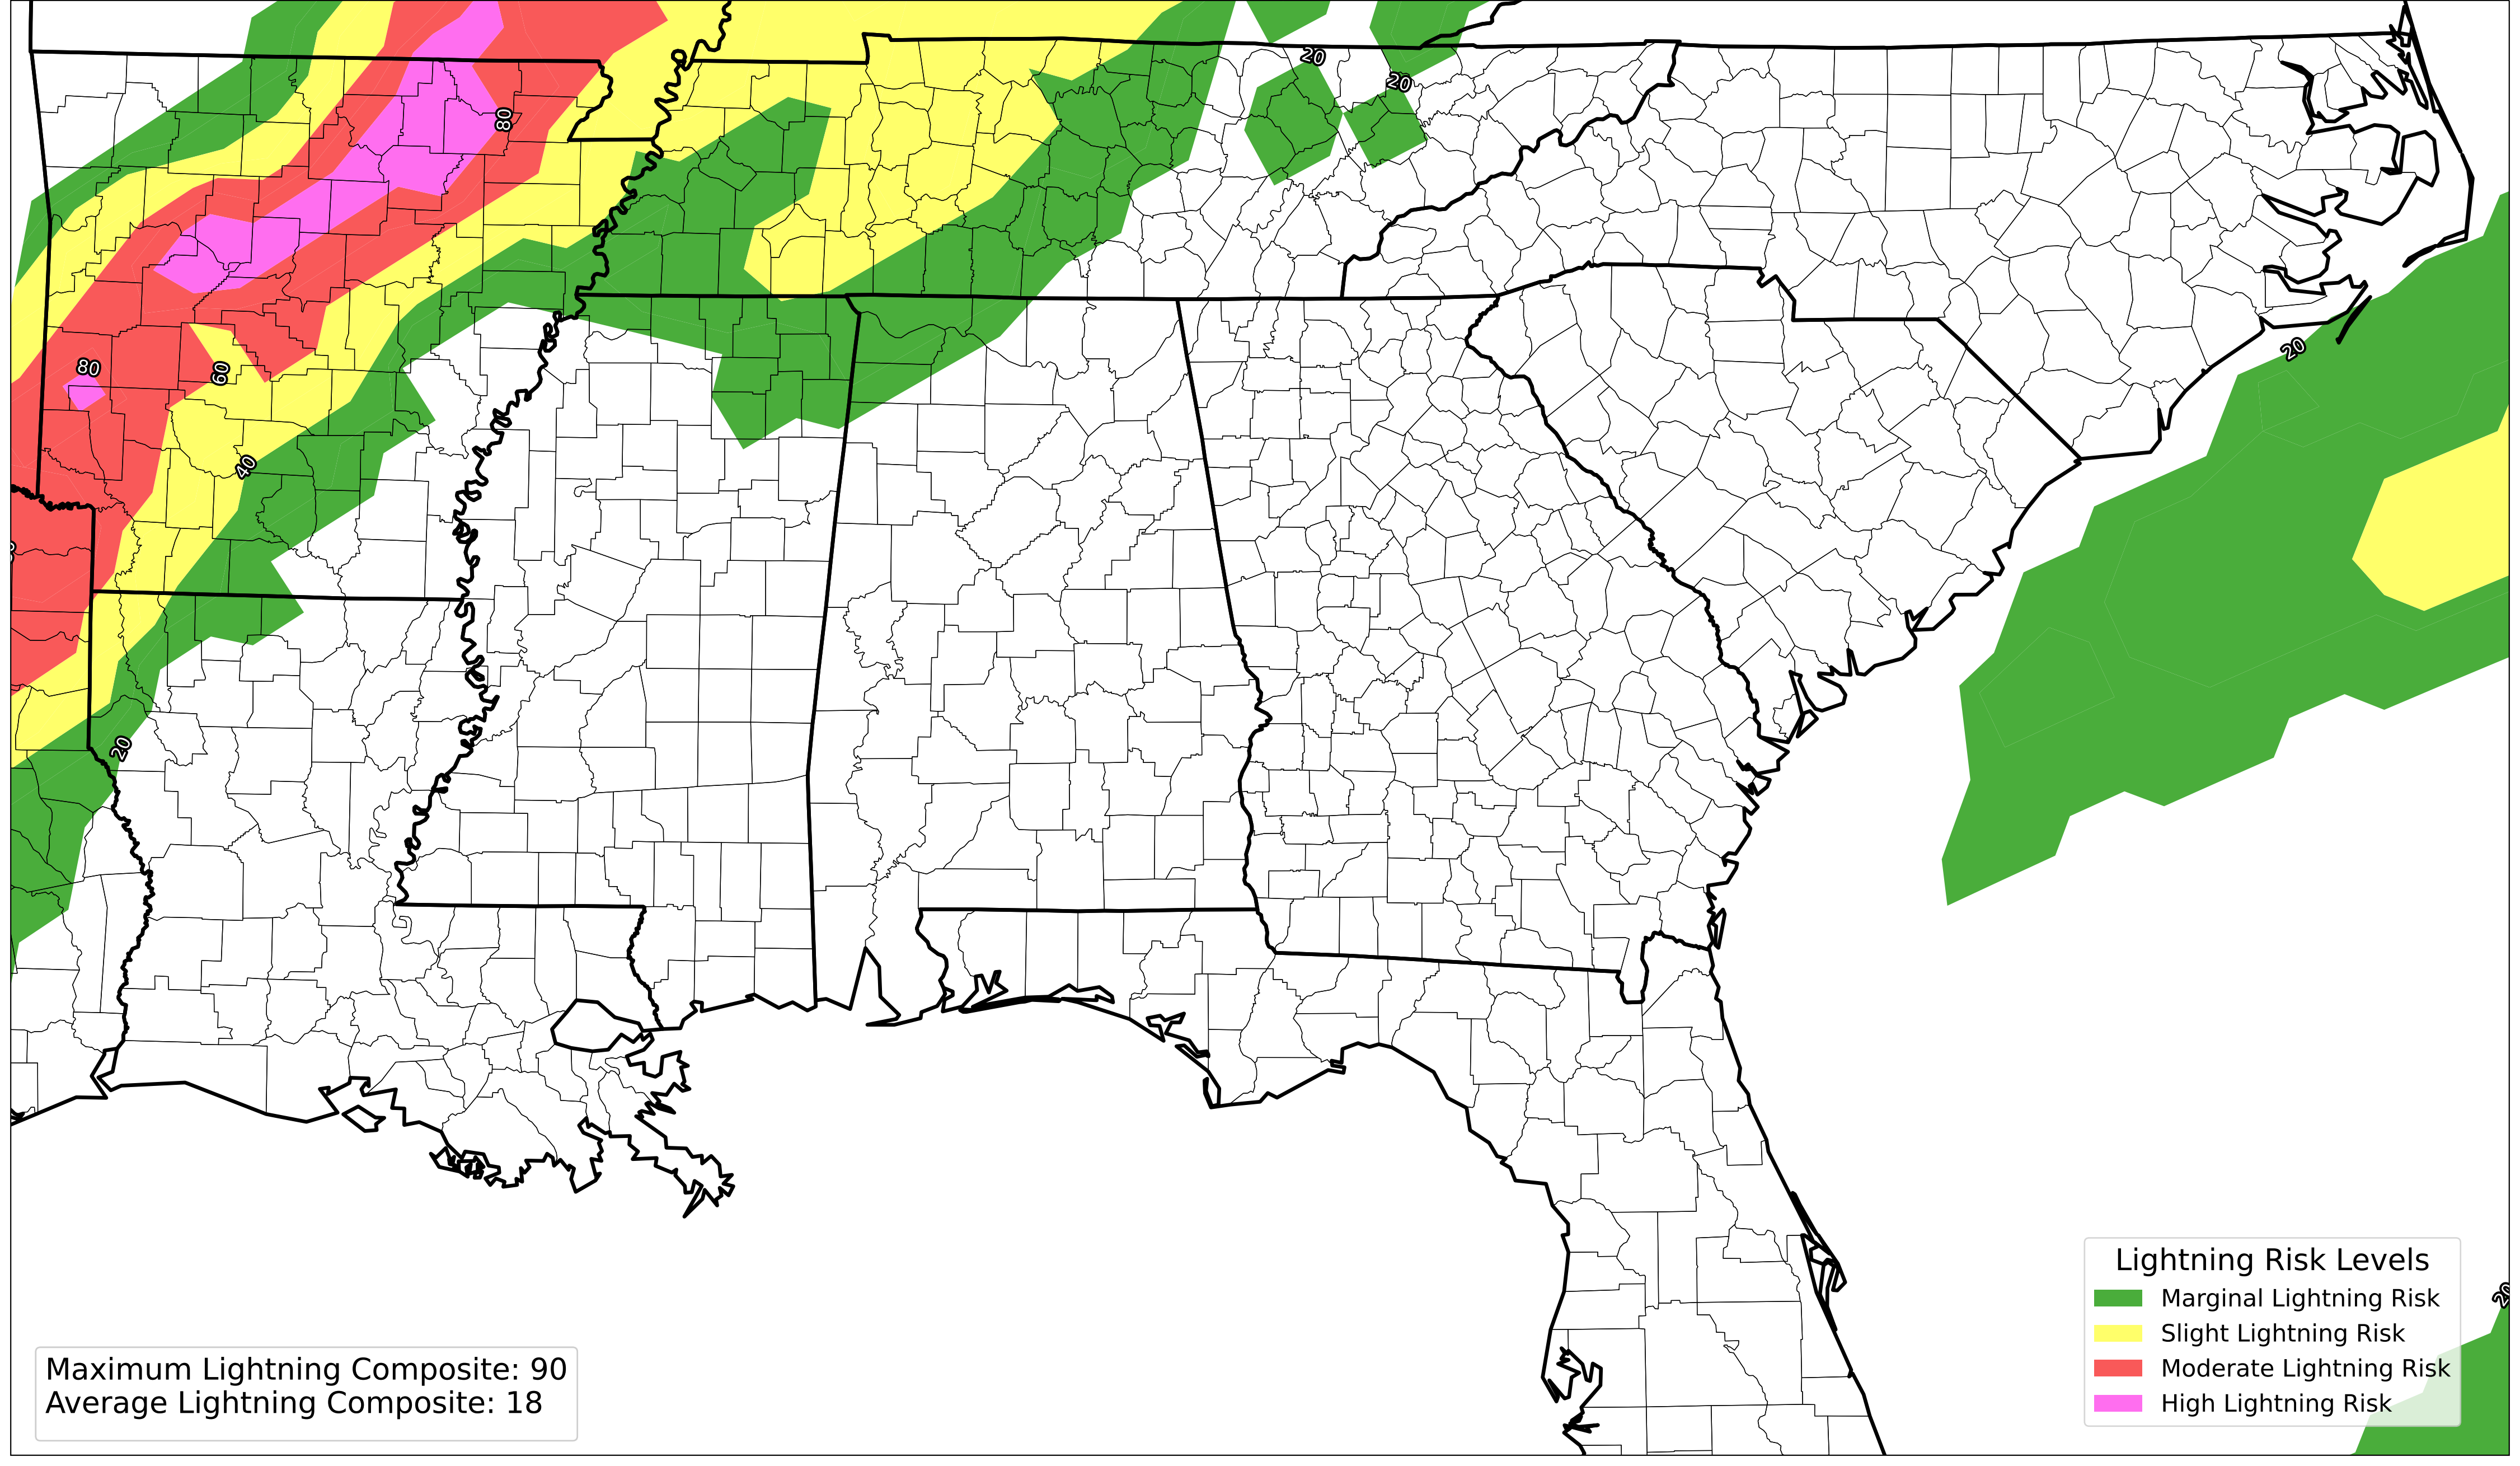 20
20
80
20
80
60
40
20
20
Lightning Risk Levels
Marginal Lightning Risk
Slight Lightning Risk
Moderate Lightning Risk
High Lightning Risk
Maximum Lightning Composite: 90
Average Lightning Composite: 18